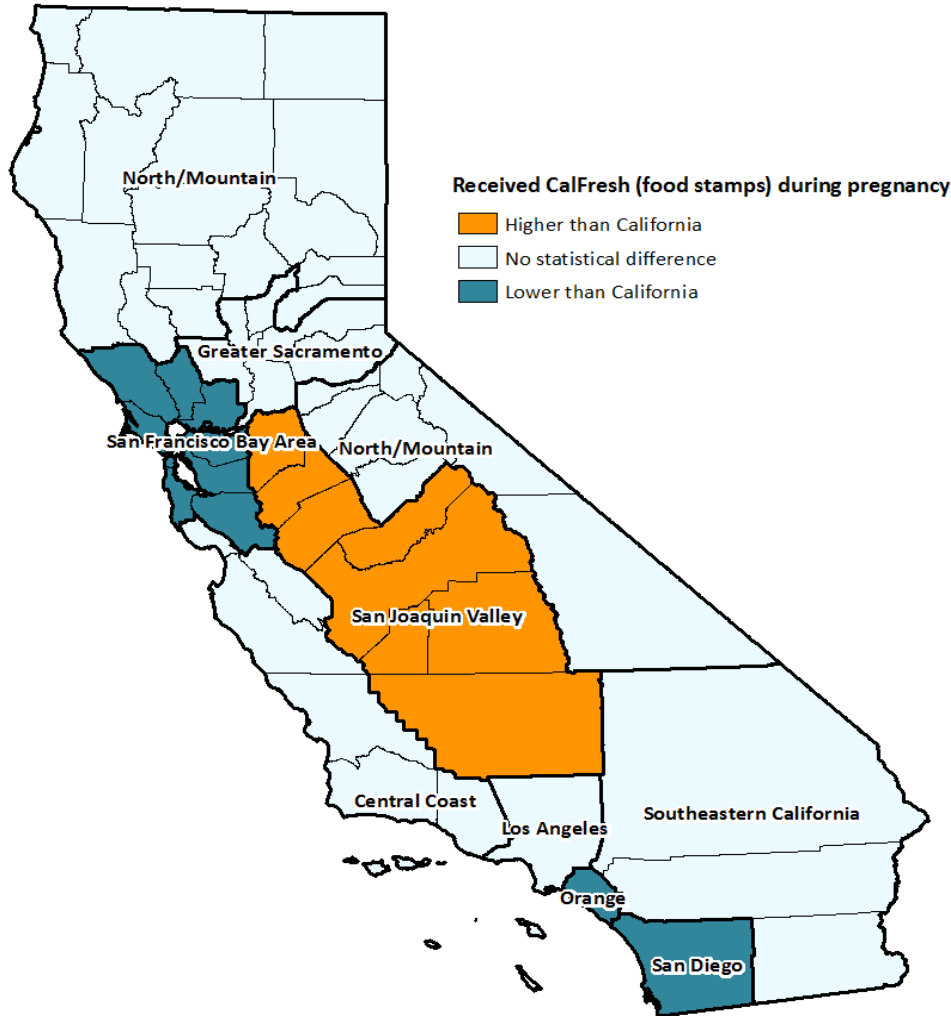 North/Mountain
Received CalFresh (food stamps) during pregnancy
Higher than California
No statistical difference
Lower than California
Greater Sacramento
San Francisco Bay Area
North/Mountain
San Joaquin Valley
Central Coast
Los Angeles
Southeastern California
Orange
San Diego